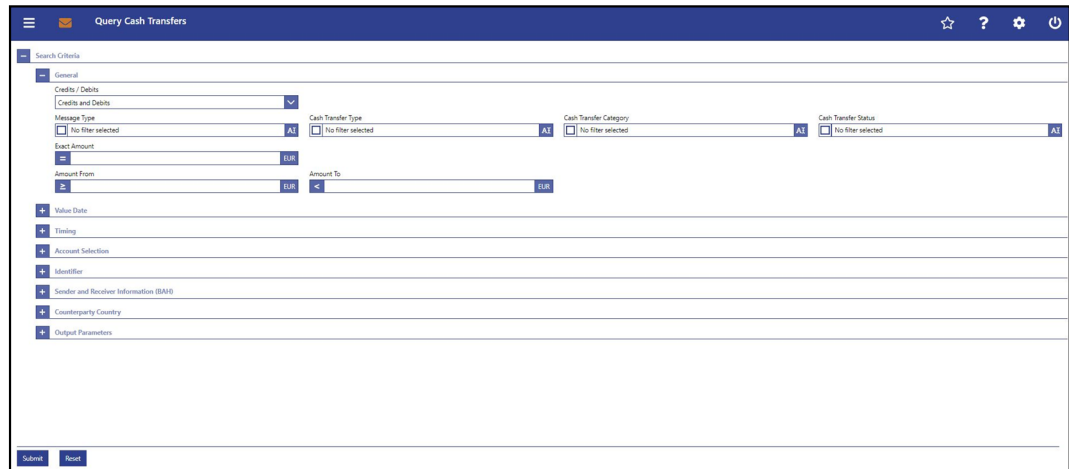 Query Cash Transfers
?
− Search Criteria
− General
Credits / Debits
Credits and Debits
Message Type Cash Transfer Type Cash Transfer Category Cash Transfer Status
No filter selected AI No filter selected AI No filter selected AI No filter selected AI
Exact Amount
= EUR
Amount From Amount To
≥ EUR < EUR
+ Value Date
+ Timing
+ Account Selection
+ Identifier
+ Sender and Receiver Information (BAH)
+ Counterparty Country
+ Output Parameters
Submit Reset